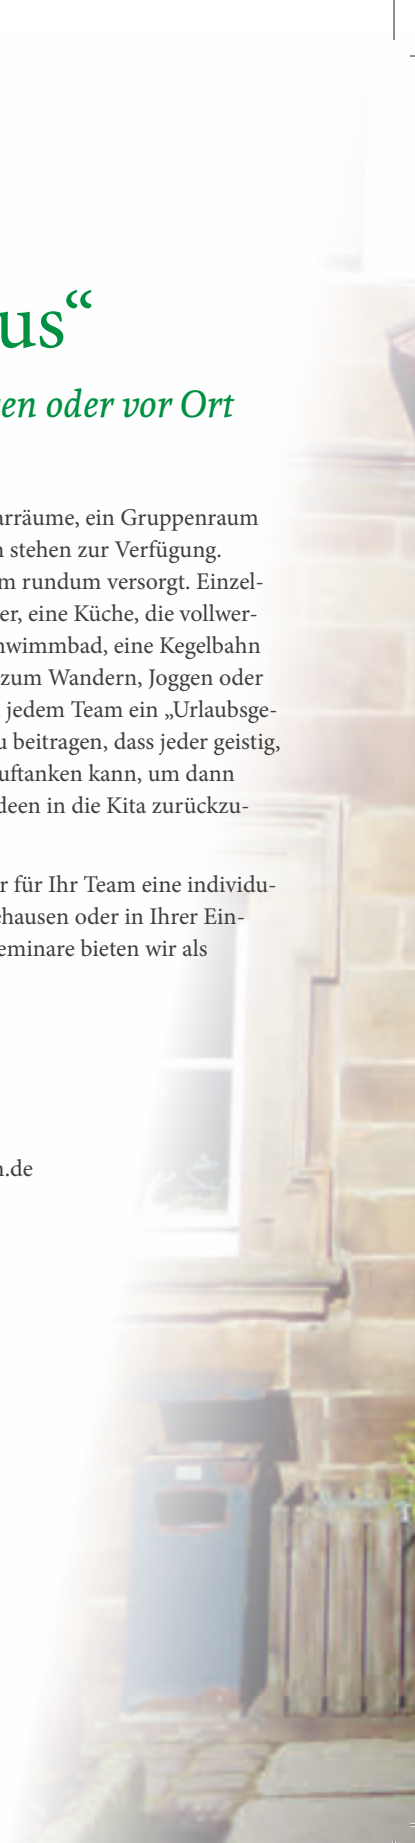 us“
en oder vor Ort
arräume, ein Gruppenraum
n stehen zur Verfügung.
m rundum versorgt. Einzel-
er, eine Küche, die vollwer-
hwimmbad, eine Kegelbahn
zum Wandern, Joggen oder
jedem Team ein „Urlaubsge-
u beitragen, dass jeder geistig,
uftanken kann, um dann
deen in die Kita zurückzu-
r für Ihr Team eine individu-
ehausen oder in Ihrer Ein-
eminare bieten wir als
n.de